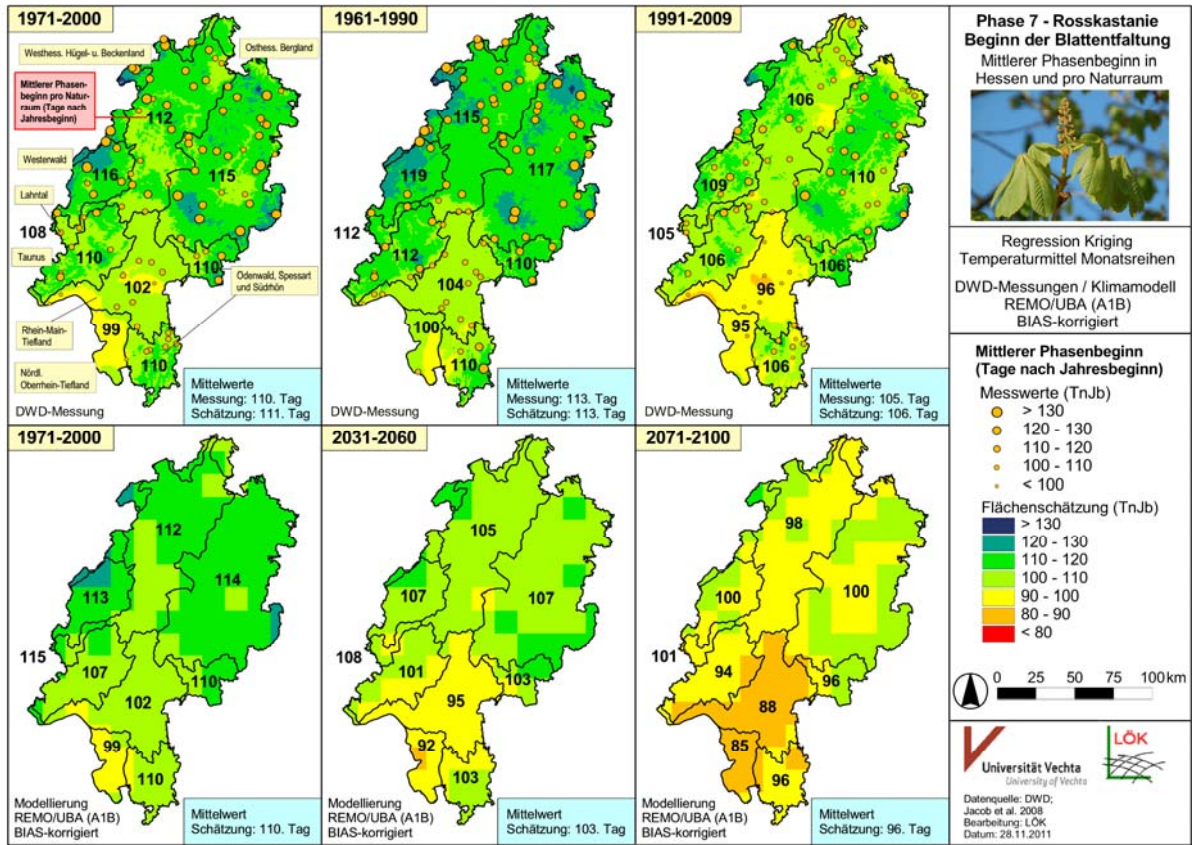 1971-2000
Westhess. Hügel- u. Beckenland
Osthess. Bergland
Mittlerer Phasen-
beginn pro Natur-
raum (Tage nach
Jahresbeginn)
112
Westerwald
116
115
Lahntal
108
Taunus
110
110
Odenwald, Spessart
und Südrhön
102
Rhein-Main-
Tiefland
99
Nördl.
Oberrhein-Tiefland
110
DWD-Messung
Mittelwerte
Messung: 110. Tag
Schätzung: 111. Tag
1961-1990
115
119
117
112
112
110
104
100
110
DWD-Messung
Mittelwerte
Messung: 113. Tag
Schätzung: 113. Tag
1991-2009
106
109
110
105
106
106
96
95
106
DWD-Messung
Mittelwerte
Messung: 105. Tag
Schätzung: 106. Tag
1971-2000
112
114
113
115
107
110
102
99
110
Modellierung
REMO/UBA (A1B)
BIAS-korrigiert
Mittelwert
Schätzung: 110. Tag
2031-2060
105
107
107
108
101
103
95
92
103
Modellierung
REMO/UBA (A1B)
BIAS-korrigiert
Mittelwert
Schätzung: 103. Tag
2071-2100
98
100
100
101
94
96
88
85
96
Modellierung
REMO/UBA (A1B)
BIAS-korrigiert
Mittelwert
Schätzung: 96. Tag
Phase 7 - Rosskastanie
Beginn der Blattentfaltung
Mittlerer Phasenbeginn in
Hessen und pro Naturraum
Regression Kriging
Temperaturmittel Monatsreihen
DWD-Messungen / Klimamodell
REMO/UBA (A1B)
BIAS-korrigiert
Mittlerer Phasenbeginn
(Tage nach Jahresbeginn)
Messwerte (TnJb)
> 130
120 - 130
110 - 120
100 - 110
< 100
Flächenschätzung (TnJb)
> 130
120 - 130
110 - 120
100 - 110
90 - 100
80 - 90
< 80
0 25 50 75 100 km
LÖK
Universität Vechta
University of Vechta
Datenquelle: DWD;
Jacob et al. 2008
Bearbeitung: LÖK
Datum: 28.11.2011